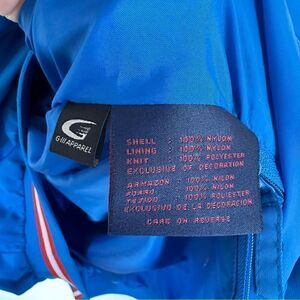 G
G-III APPAREL
SHELL : 100% NYLON
LINING : 100% NYLON
KNIT : 100% POLYESTER
EXCLUSIVE OF DECORATION
ARMAZON : 100% NILON
FORRO : 100% NILON
TEJIDO : 100% POLYESTER
EXCLUSIVO DE LA DECORACION
CARE ON REVERSE